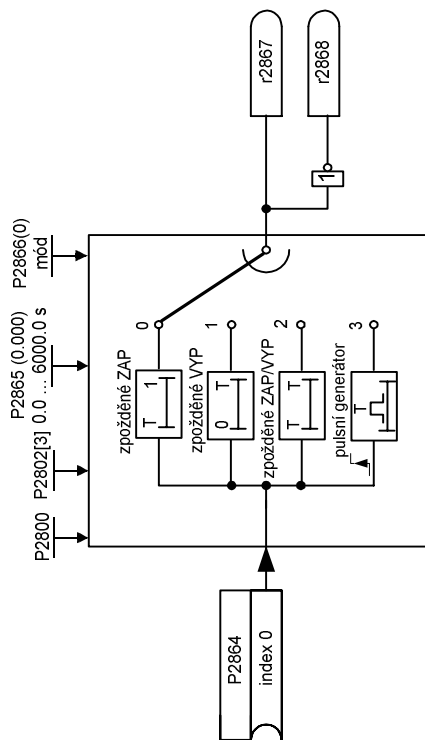 P2800
P2802[3]
P2865 (0.000)
0.0 ... 6000.0 s
P2866(0)
mód
zpožděné ZAP
T 1
0
zpožděné VYP
0 T
1
zpožděné ZAP/VYP
T T
2
pulsní generátor
T
3
P2864
index 0
1
r2867
r2868